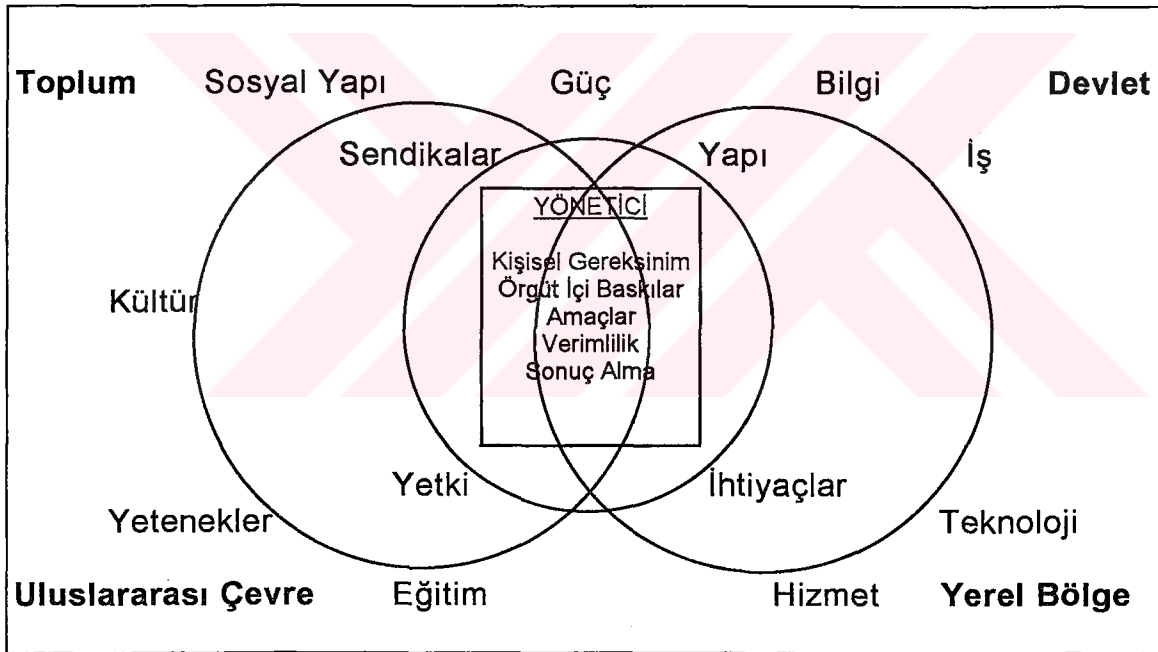 Toplum Sosyal Yapı Güç Bilgi Devlet
Sendikalar Yapı İş
YÖNETİCİ
Kişisel Gereksinim
Örgüt İçi Baskılar
Kültür Amaçlar
Verimlilik
Sonuç Alma
Yetki İhtiyaçlar
Yetenekler Teknoloji
Uluslararası Çevre Eğitim Hizmet Yerel Bölge